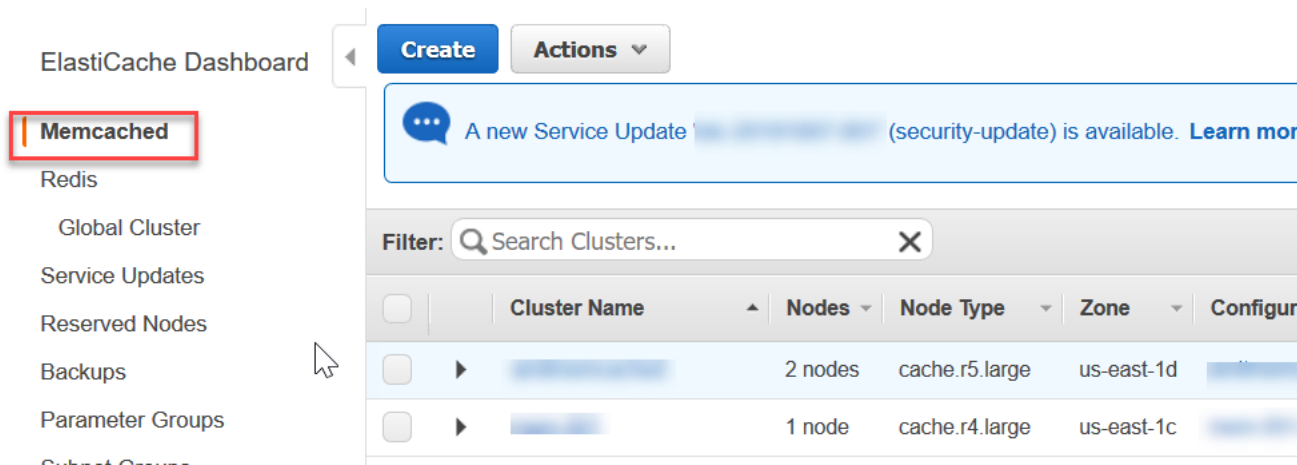 ElastiCache Dashboard
Memcached
Redis
Global Cluster
Service Updates
Reserved Nodes
Backups
Parameter Groups
Subnet Groups
Create Actions
A new Service Update ' (security-update) is available. Learn mor
Filter: Search Clusters...
Cluster Name Nodes Node Type Zone Configur
2 nodes cache.r5.large us-east-1d
1 node cache.r4.large us-east-1c